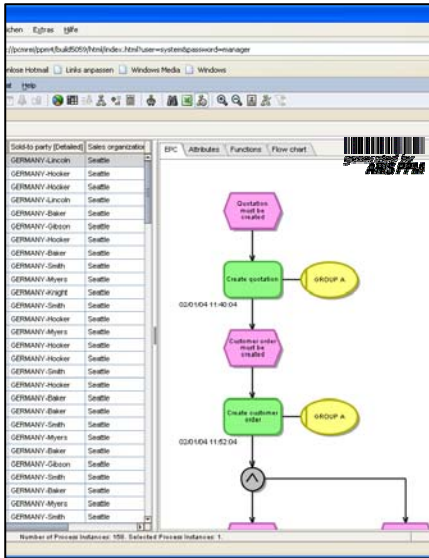 ichen Extras Hilfe
://pcmrei/ppm4/build5059/html/index.html?user=system&password=manager
nlose Hotmail Links anpassen Windows Media Windows
Help
Sold-to party (Detailed) Sales organization
EPC Attributes Functions Flow chart
generated by
ARIS PPM
GERMANY-Lincoln Seattle
GERMANY-Hooker Seattle
GERMANY-Hooker Seattle
GERMANY-Lincoln Seattle
GERMANY-Baker Seattle
GERMANY-Gibson Seattle
GERMANY-Hooker Seattle
GERMANY-Baker Seattle
GERMANY-Smith Seattle
GERMANY-Myers Seattle
GERMANY-Knight Seattle
GERMANY-Smith Seattle
GERMANY-Hooker Seattle
GERMANY-Myers Seattle
GERMANY-Hooker Seattle
GERMANY-Hooker Seattle
GERMANY-Smith Seattle
GERMANY-Hooker Seattle
GERMANY-Baker Seattle
GERMANY-Baker Seattle
GERMANY-Smith Seattle
GERMANY-Myers Seattle
GERMANY-Baker Seattle
GERMANY-Gibson Seattle
GERMANY-Smith Seattle
GERMANY-Baker Seattle
GERMANY-Myers Seattle
GERMANY-Smith Seattle
Quotation
must be
created
Create quotation
GROUP A
02/01/04 11:40:04
Customer order
must be
created
Create customer
order
GROUP A
02/01/04 11:52:04
Number of Process Instances: 158. Selected Process Instances: 1.